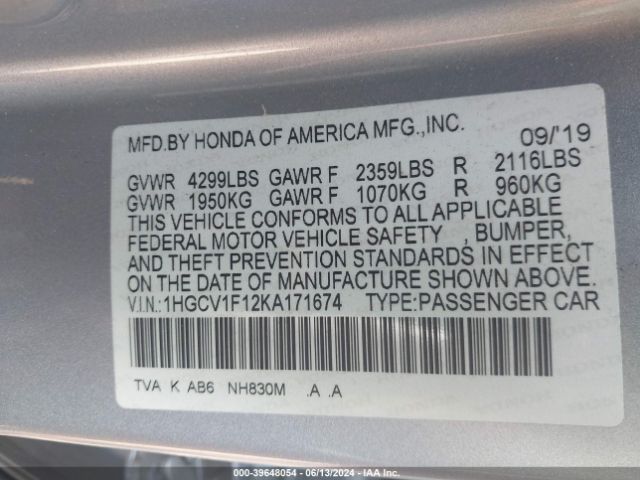 MFD.BY HONDA OF AMERICA MFG.,INC. 09/'19
GVWR 4299LBS GAWR F 2359LBS R 2116LBS
GVWR 1950KG GAWR F 1070KG R 960KG
THIS VEHICLE CONFORMS TO ALL APPLICABLE
FEDERAL MOTOR VEHICLE SAFETY , BUMPER,
AND THEFT PREVENTION STANDARDS IN EFFECT
ON THE DATE OF MANUFACTURE SHOWN ABOVE.
V.I.N.:1HGCV1F12KA171674 TYPE:PASSENGER CAR
TVA K AB6 NH830M .A .A
000-39648054 - 06/13/2024 - IAA Inc.